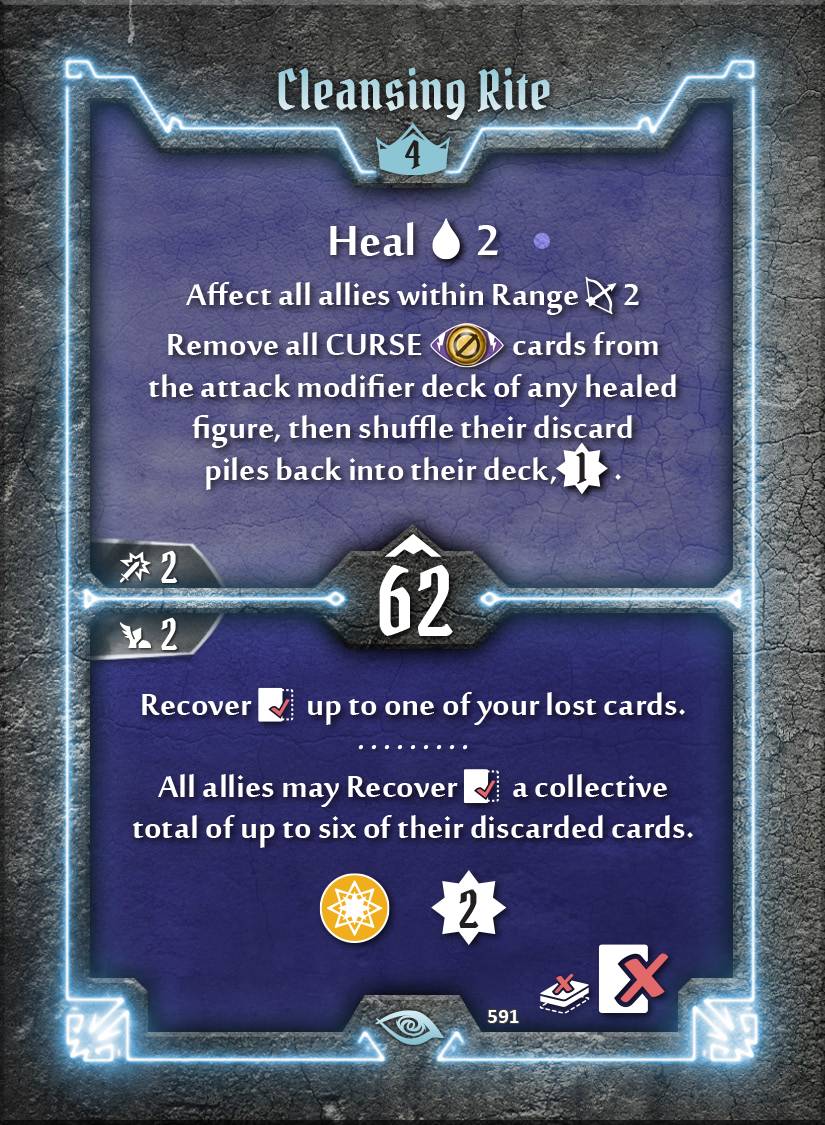 Cleansing Rite
4
Heal 2
Affect all allies within Range 2
Remove all CURSE cards from
the attack modifier deck of any healed
figure, then shuffle their discard
piles back into their deck, 1 .
2
62
2
Recover up to one of your lost cards.
.........
All allies may Recover a collective
total of up to six of their discarded cards.
2
591